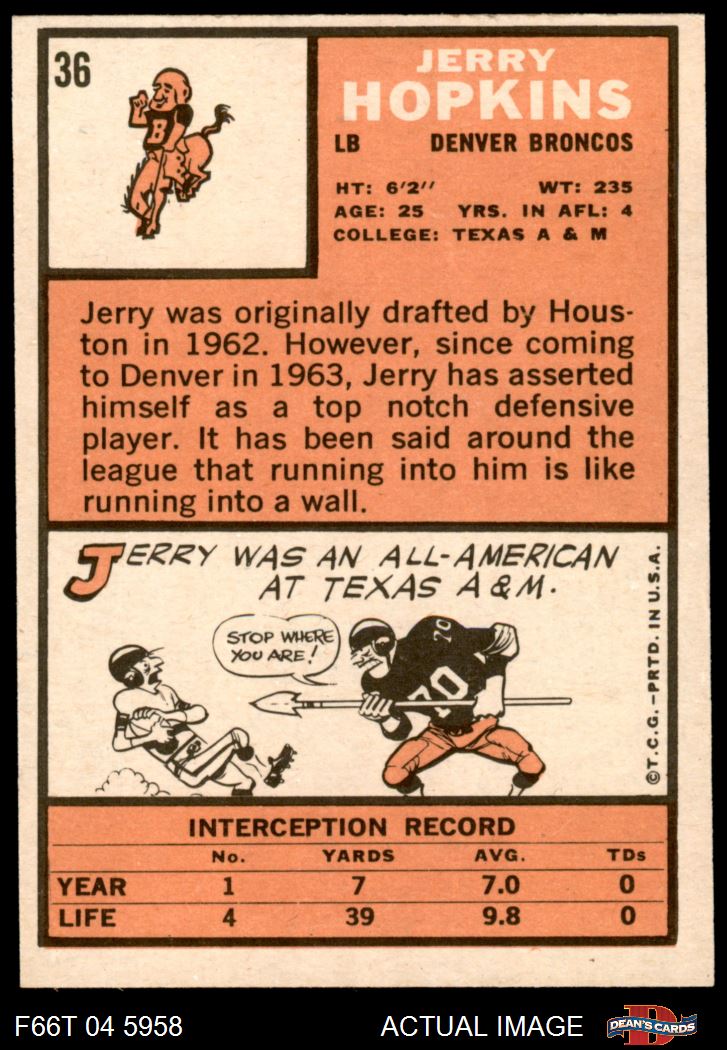 36
JERRY
HOPKINS
LB DENVER BRONCOS
HT: 6'2" WT: 235
AGE: 25 YRS. IN AFL: 4
COLLEGE: TEXAS A & M
Jerry was originally drafted by Hous-
ton in 1962. However, since coming
to Denver in 1963, Jerry has asserted
himself as a top notch defensive
player. It has been said around the
league that running into him is like
running into a wall.
JERRY WAS AN ALL-AMERICAN
AT TEXAS A & M.
STOP WHERE
YOU ARE!
70
70
© T.C.G. - PRTD. IN U.S.A.
INTERCEPTION RECORD
No. YARDS AVG. TDs
YEAR 1 7 7.0 0
LIFE 4 39 9.8 0
F66T 04 5958 ACTUAL IMAGE
D
DEAN'S CARDS